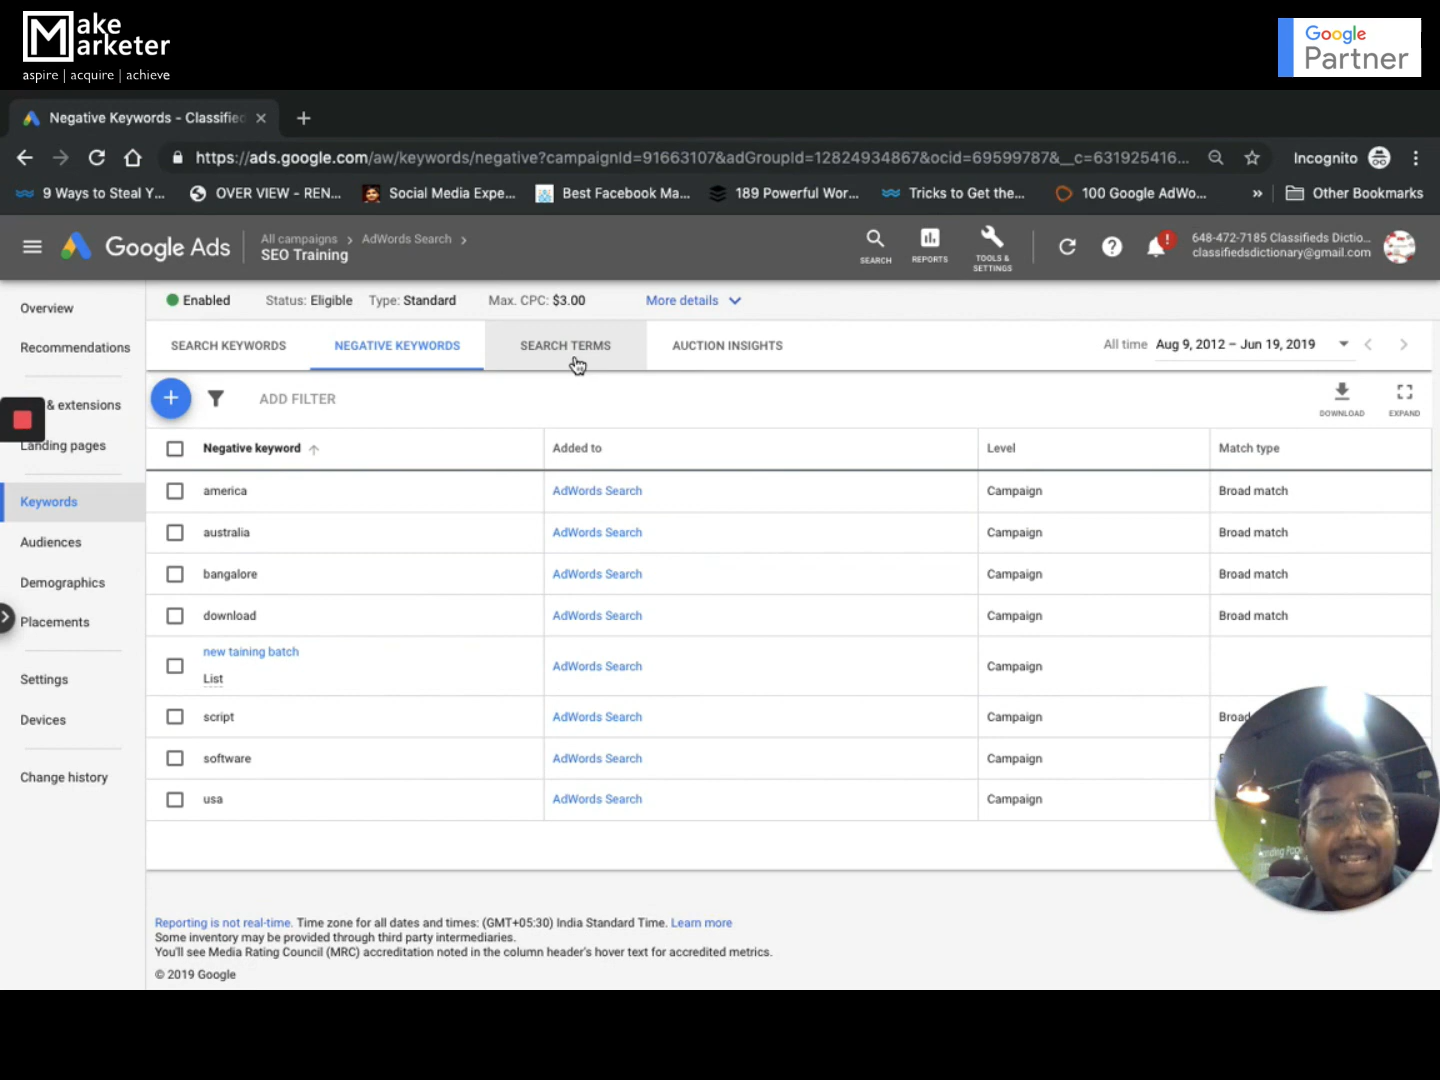 Make Marketer
aspire | acquire | achieve
Google
Partner
Negative Keywords - Classified
https://ads.google.com/aw/keywords/negative?campaignId=91663107&adGroupId=12824934867&ocid=69599787&__c=631925416...
Incognito
9 Ways to Steal Y...
OVER VIEW - REN...
Social Media Expe...
Best Facebook Ma...
189 Powerful Wor...
Tricks to Get the...
100 Google AdWo...
»
Other Bookmarks
Google Ads
All campaigns > AdWords Search >
SEO Training
SEARCH
REPORTS
TOOLS & SETTINGS
!
648-472-7185 Classifieds Dictio...
classifiedsdictionary@gmail.com
Overview
Recommendations
& extensions
Landing pages
Keywords
Audiences
Demographics
Placements
Settings
Devices
Change history
Enabled
Status: Eligible
Type: Standard
Max. CPC: $3.00
More details
SEARCH KEYWORDS
NEGATIVE KEYWORDS
SEARCH TERMS
AUCTION INSIGHTS
All time Aug 9, 2012 – Jun 19, 2019
ADD FILTER
DOWNLOAD
EXPAND
Negative keyword Added to Level Match type
america AdWords Search Campaign Broad match
australia AdWords Search Campaign Broad match
bangalore AdWords Search Campaign Broad match
download AdWords Search Campaign Broad match
new taining batch
List
AdWords Search Campaign
script AdWords Search Campaign Broad
software AdWords Search Campaign
usa AdWords Search Campaign
Reporting is not real-time. Time zone for all dates and times: (GMT+05:30) India Standard Time. Learn more
Some inventory may be provided through third party intermediaries.
You'll see Media Rating Council (MRC) accreditation noted in the column header's hover text for accredited metrics.
© 2019 Google